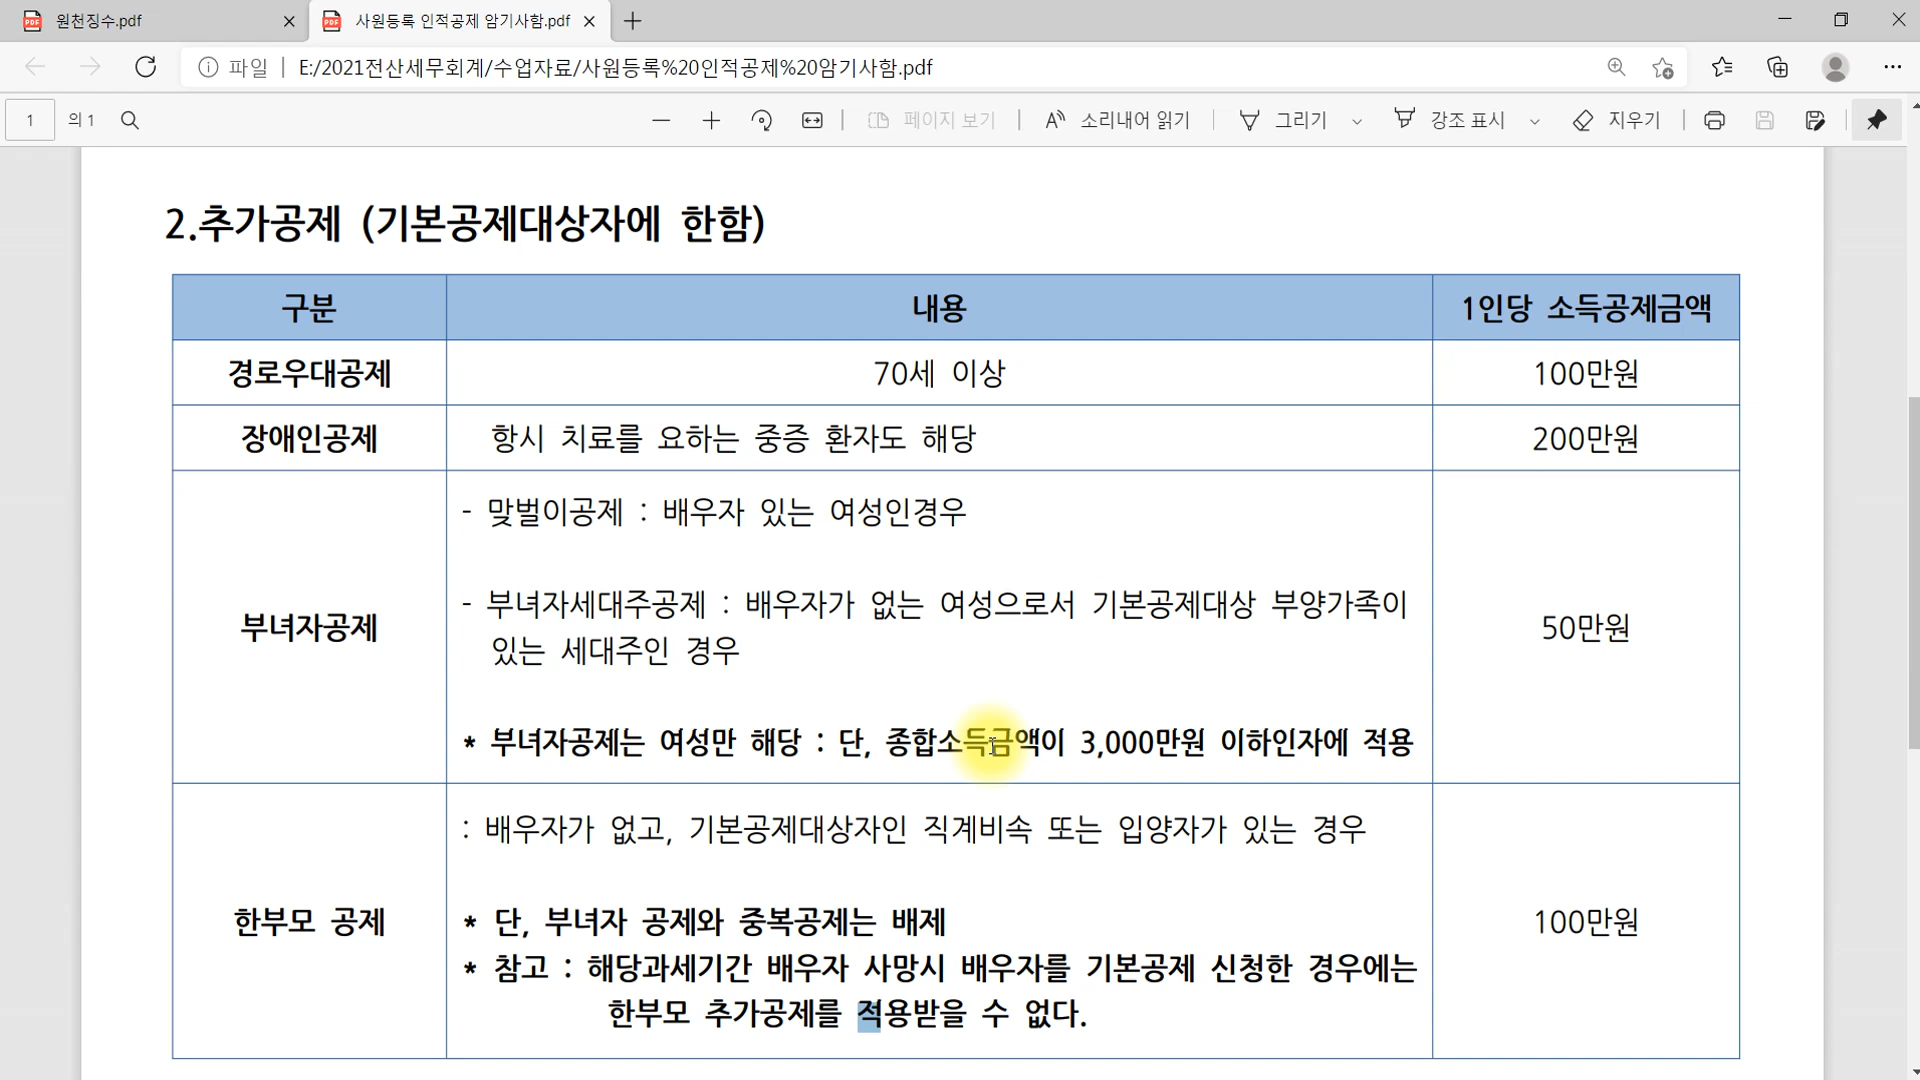 원천징수.pdf
사원등록 인적공제 암기사함.pdf
파일
E:/2021전산세무회계/수업자료/사원등록%20인적공제%20암기사함.pdf
1
의 1
페이지 보기
소리내어 읽기
그리기
강조 표시
지우기
2.추가공제 (기본공제대상자에 한함)
구분
내용
1인당 소득공제금액
경로우대공제
70세 이상
100만원
장애인공제
항시 치료를 요하는 중증 환자도 해당
200만원
부녀자공제
- 맞벌이공제 : 배우자 있는 여성인경우
- 부녀자세대주공제 : 배우자가 없는 여성으로서 기본공제대상 부양가족이
있는 세대주인 경우
* 부녀자공제는 여성만 해당 : 단, 종합소득금액이 3,000만원 이하인자에 적용
50만원
한부모 공제
: 배우자가 없고, 기본공제대상자인 직계비속 또는 입양자가 있는 경우
* 단, 부녀자 공제와 중복공제는 배제
* 참고 : 해당과세기간 배우자 사망시 배우자를 기본공제 신청한 경우에는
한부모 추가공제를 적용받을 수 없다.
100만원